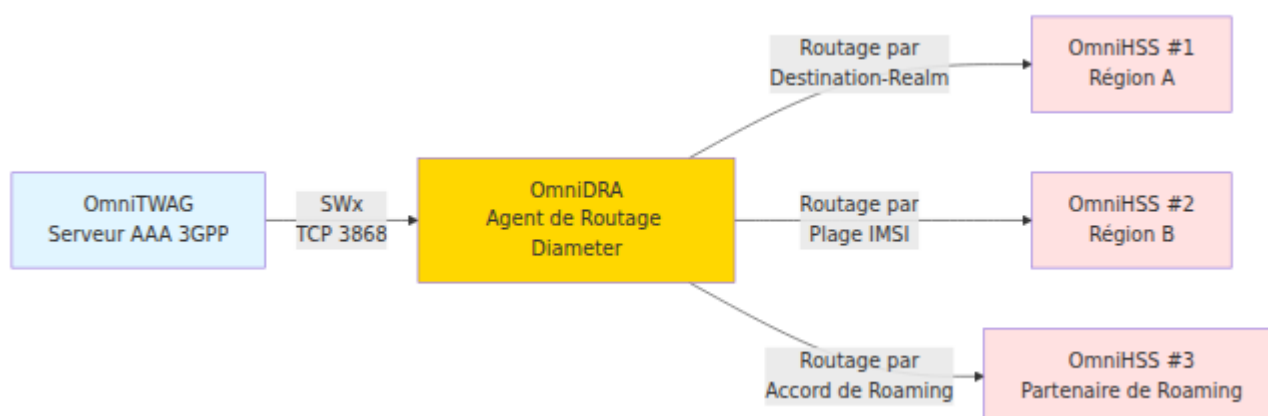 OmniTWAG
Serveur AAA 3GPP
SWx
TCP 3868
OmniDRA
Agent de Routage
Diameter
Routage par
Destination-Realm
OmniHSS #1
Région A
Routage par
Plage IMSI
OmniHSS #2
Région B
Routage par
Accord de Roaming
OmniHSS #3
Partenaire de Roaming